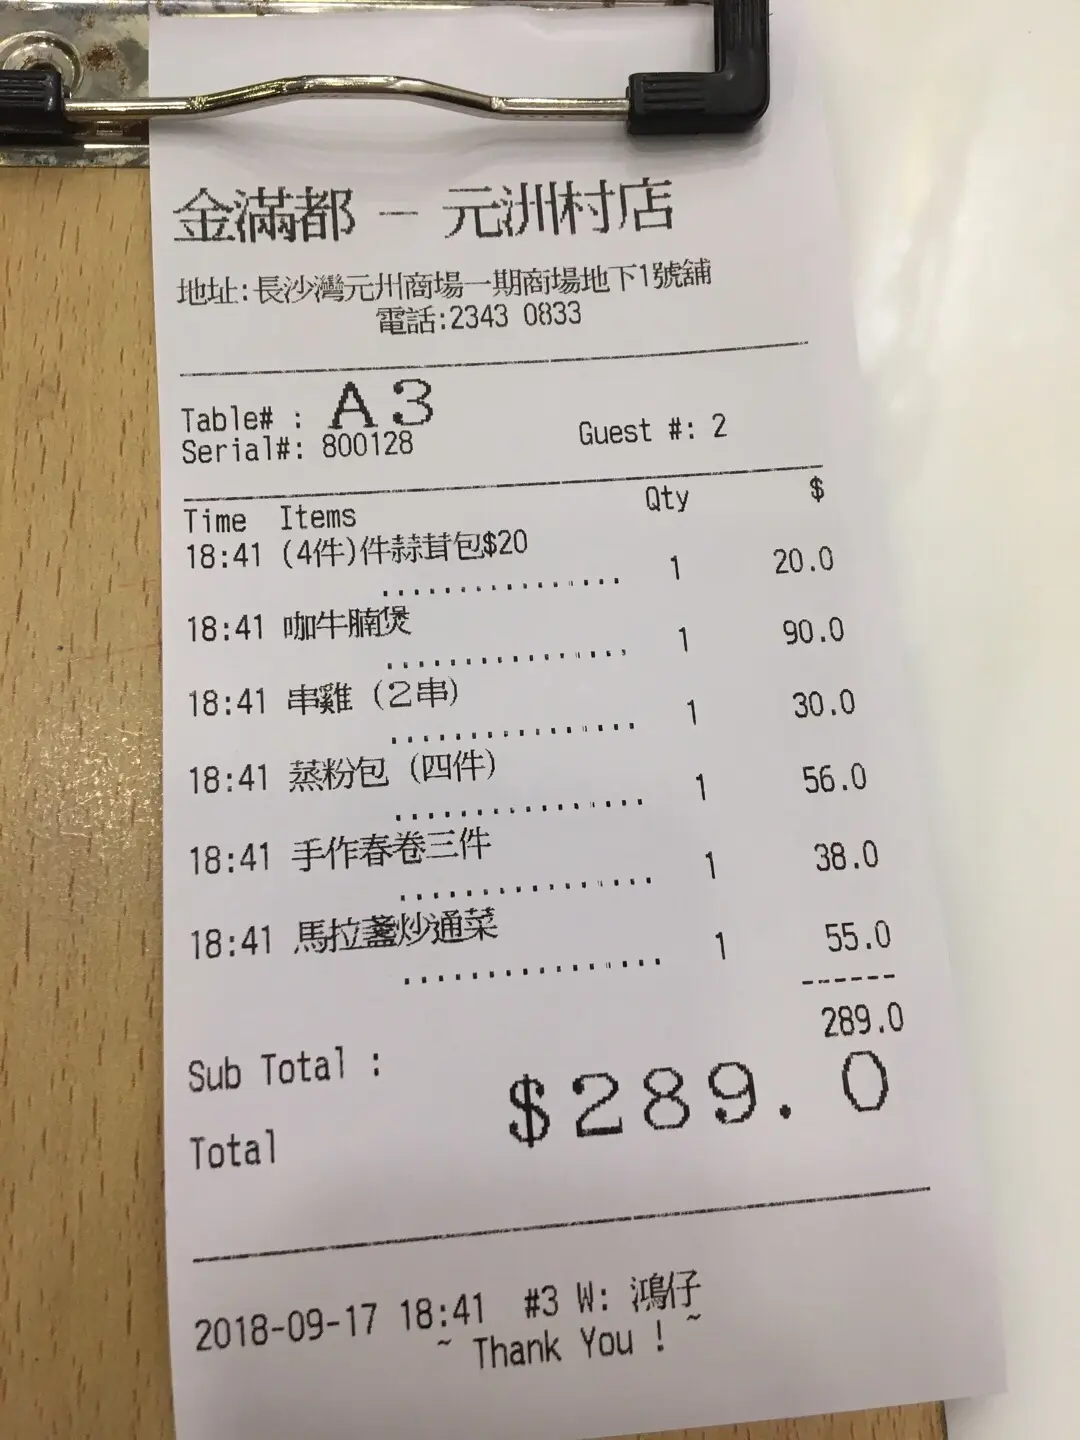 金滿都 － 元洲村店
地址:長沙灣元州商場一期商場地下1號舖
電話:2343 0833
Table# : A3
Serial#: 800128 Guest #: 2
Time Items Qty $
18:41 (4件)件蒜茸包$20
1 20.0
18:41 咖牛腩煲
1 90.0
18:41 串雞 (2串)
1 30.0
18:41 蒸粉包 (四件)
1 56.0
18:41 手作春卷三件
1 38.0
18:41 馬拉盞炒通菜
1 55.0
------
289.0
Sub Total :
Total $289.0
2018-09-17 18:41 #3 W: 鴻仔
~ Thank You ! ~